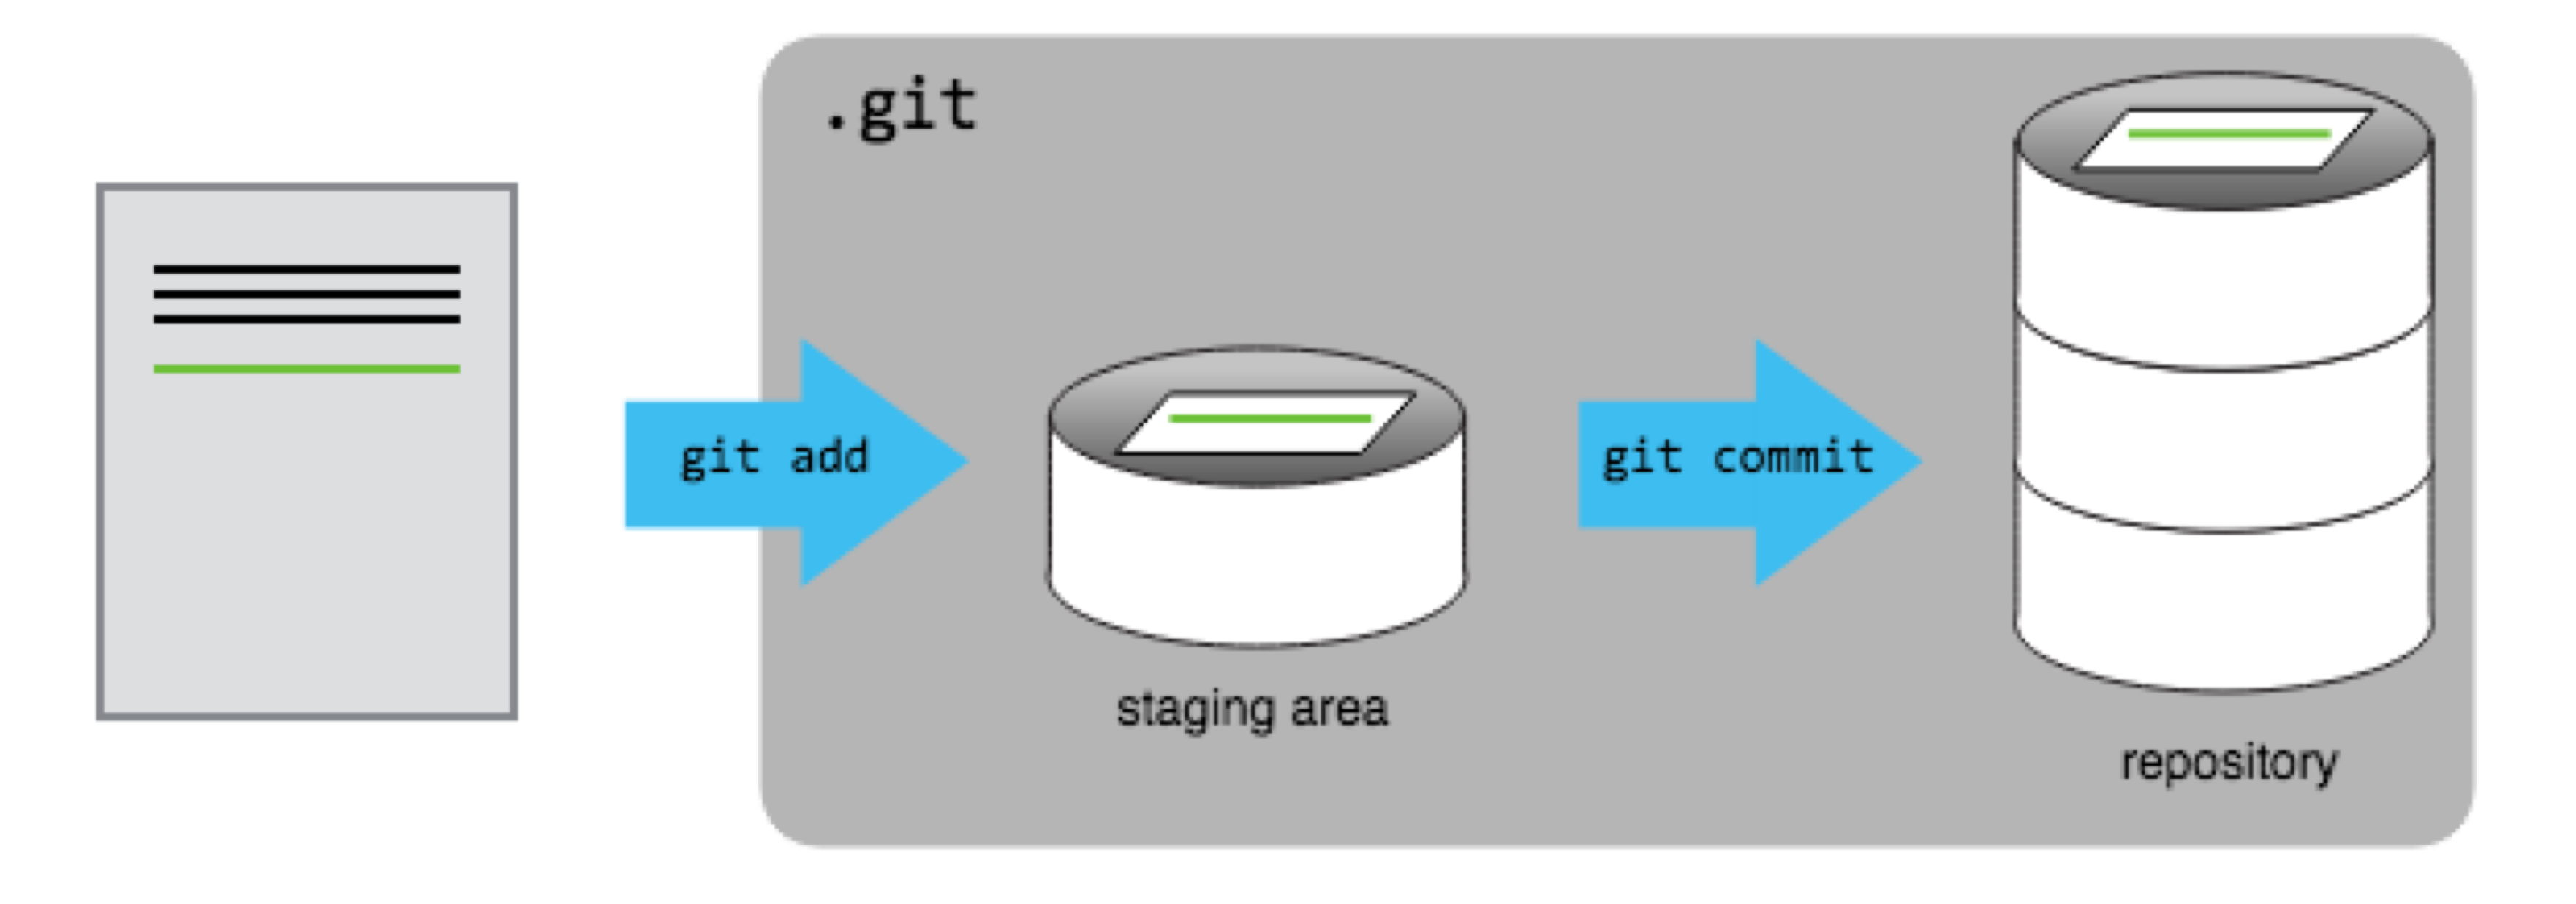 .git
git add
git commit
staging area
repository